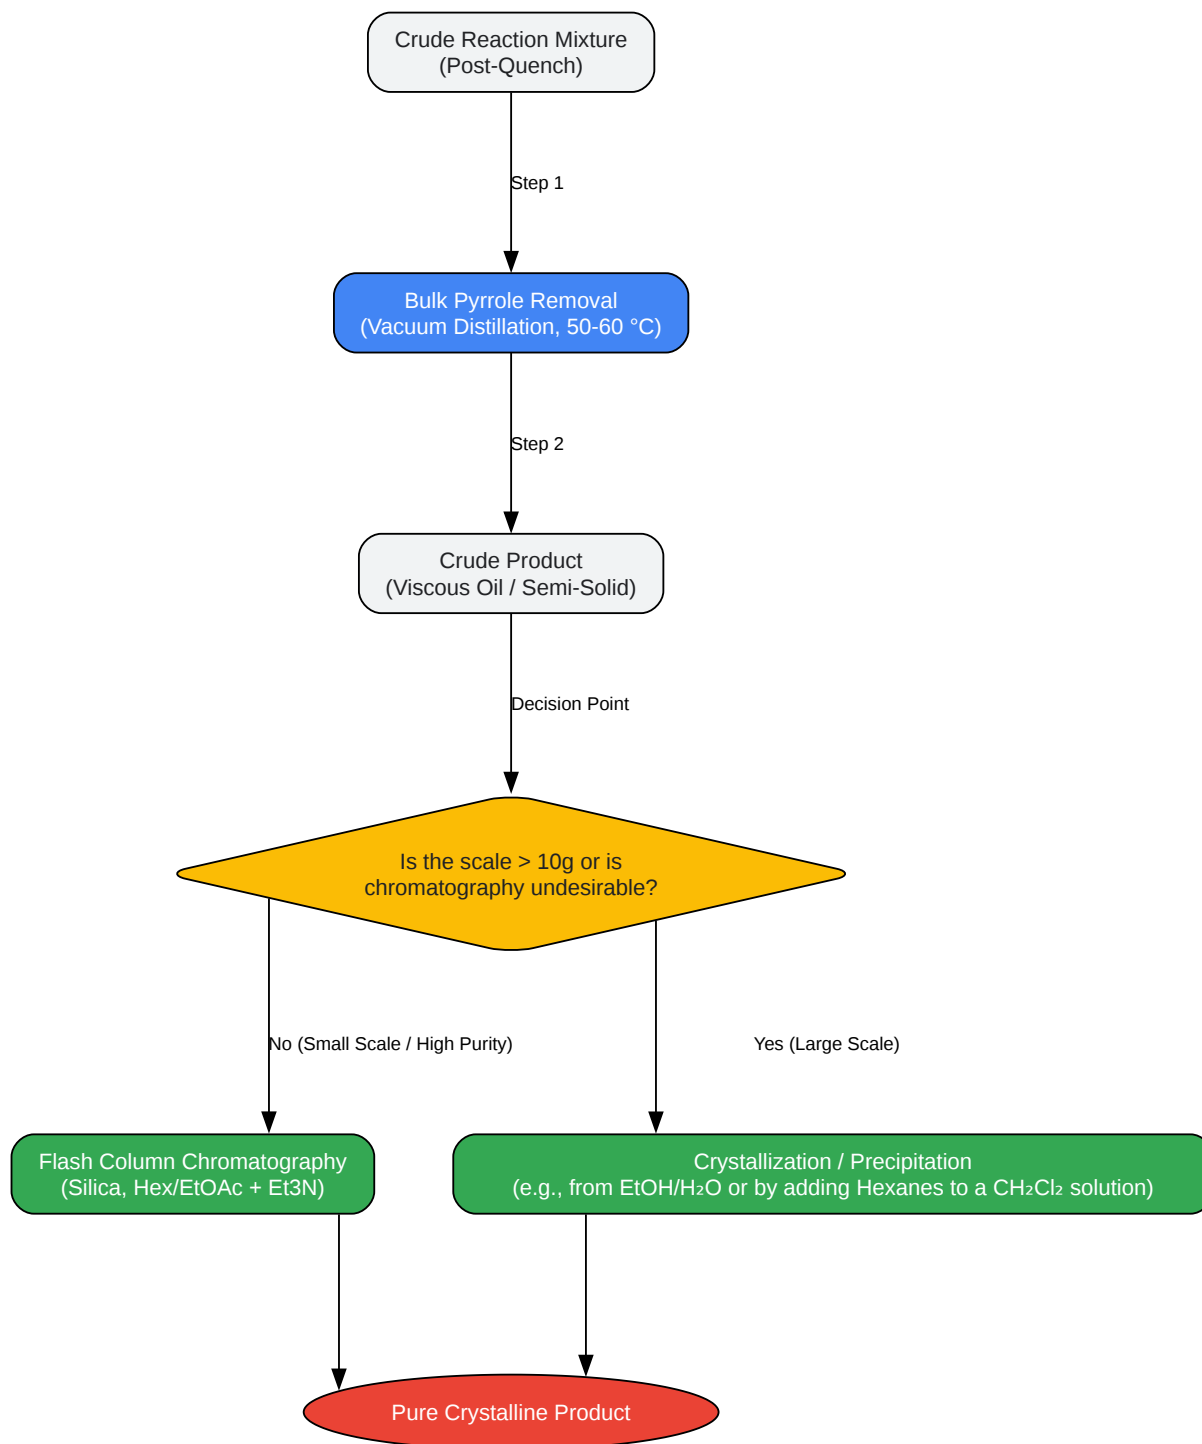 Crude Reaction Mixture
(Post-Quench)
Step 1
Bulk Pyrrole Removal
(Vacuum Distillation, 50-60 °C)
Step 2
Crude Product
(Viscous Oil / Semi-Solid)
Decision Point
Is the scale > 10g or is
chromatography undesirable?
No (Small Scale / High Purity)
Yes (Large Scale)
Flash Column Chromatography
(Silica, Hex/EtOAc + Et3N)
Crystallization / Precipitation
(e.g., from EtOH/H₂O or by adding Hexanes to a CH₂Cl₂ solution)
Pure Crystalline Product